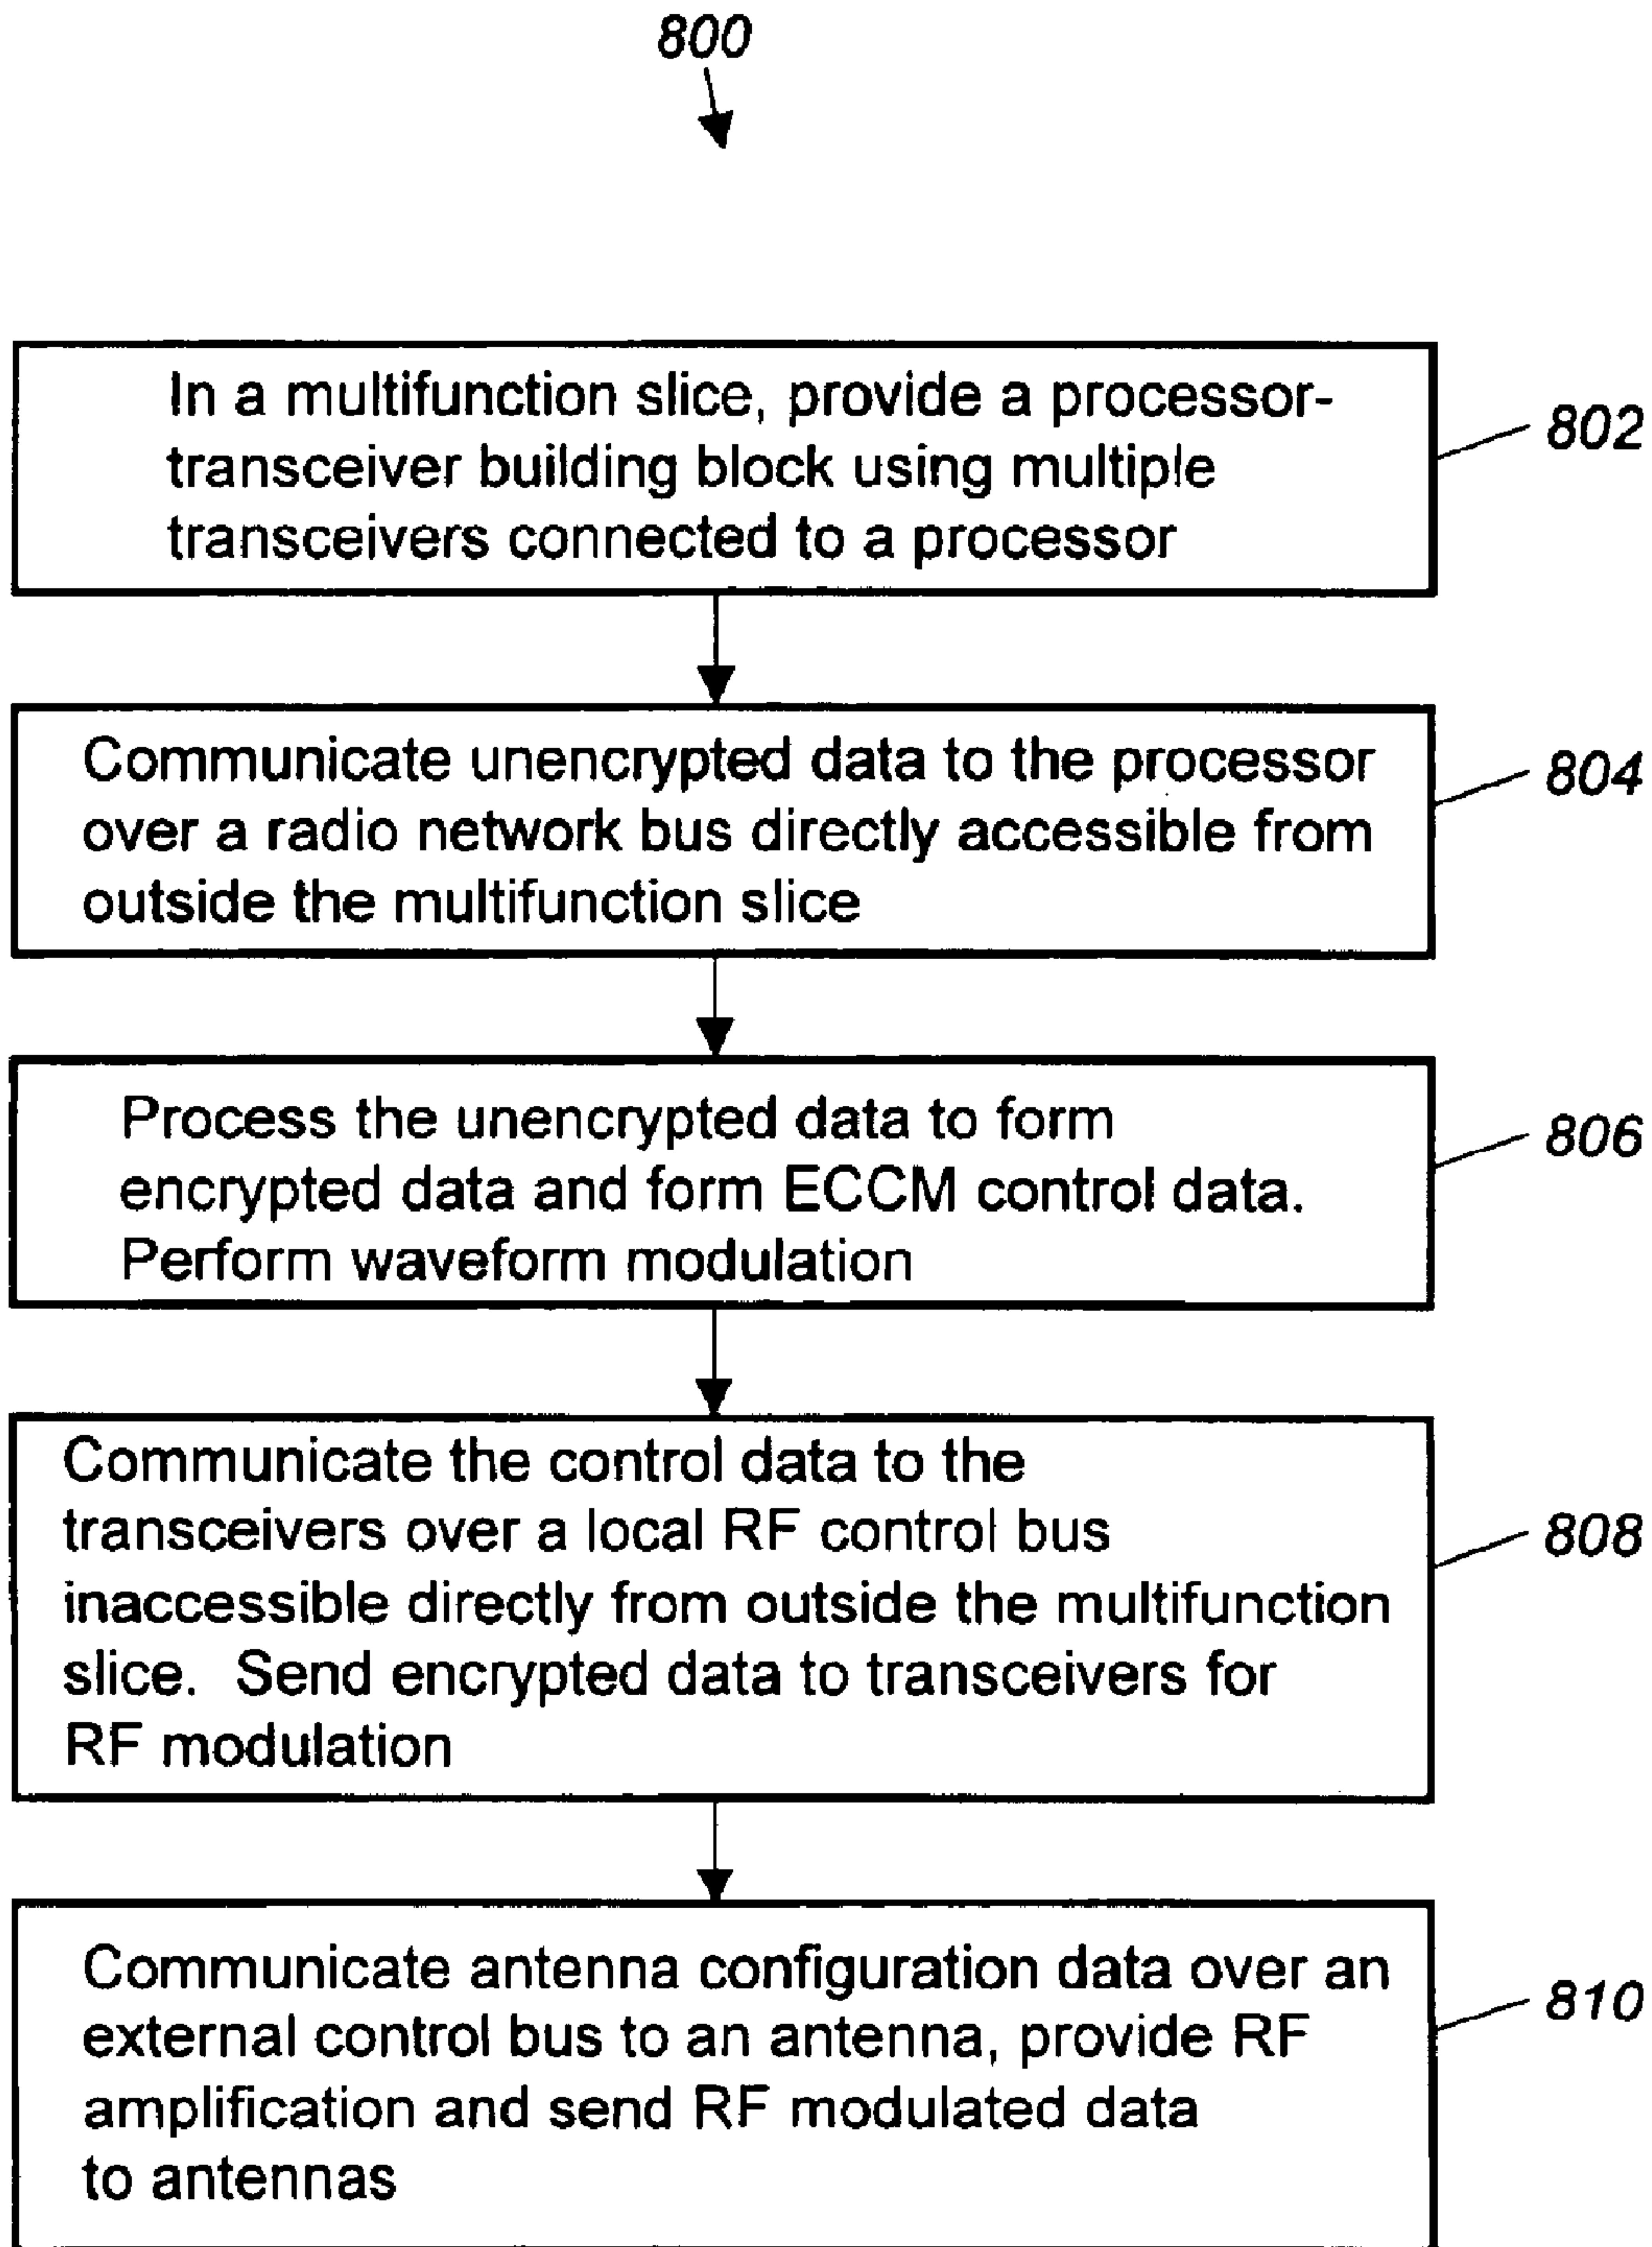 800
In a multifunction slice, provide a processor-
transceiver building block using multiple
transceivers connected to a processor
802
Communicate unencrypted data to the processor
over a radio network bus directly accessible from
outside the multifunction slice
804
Process the unencrypted data to form
encrypted data and form ECCM control data.
Perform waveform modulation
806
Communicate the control data to the
transceivers over a local RF control bus
inaccessible directly from outside the multifunction
slice.  Send encrypted data to transceivers for
RF modulation
808
Communicate antenna configuration data over an
external control bus to an antenna, provide RF
amplification and send RF modulated data
to antennas
810